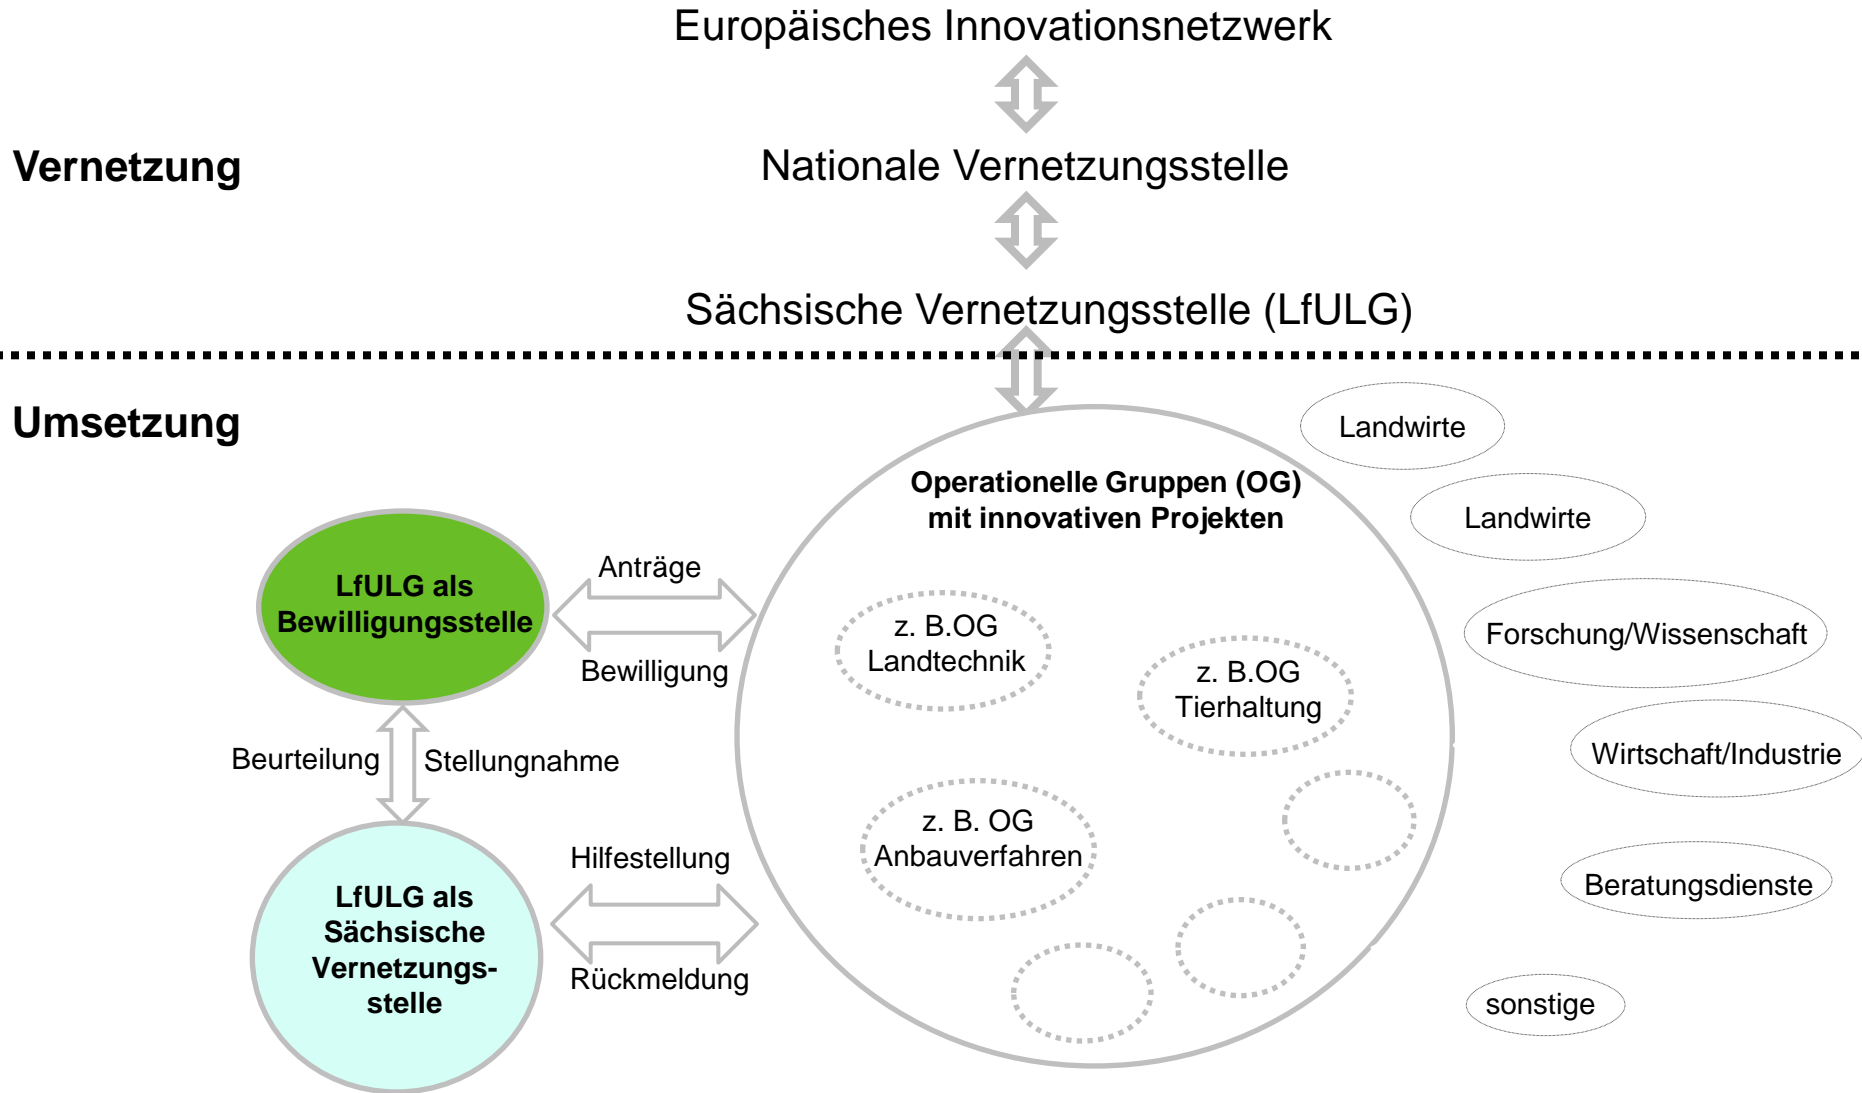 Europäisches Innovationsnetzwerk
Vernetzung
Nationale Vernetzungsstelle
Sächsische Vernetzungsstelle (LfULG)
Umsetzung
Landwirte
Operationelle Gruppen (OG)
mit innovativen Projekten
Landwirte
Anträge
LfULG als
Bewilligungsstelle
Bewilligung
z. B.OG
Landtechnik
z. B.OG
Tierhaltung
Forschung/Wissenschaft
Beurteilung
Stellungnahme
Wirtschaft/Industrie
z. B. OG
Anbauverfahren
Hilfestellung
LfULG als
Sächsische
Vernetzungs-
stelle
Rückmeldung
Beratungsdienste
sonstige